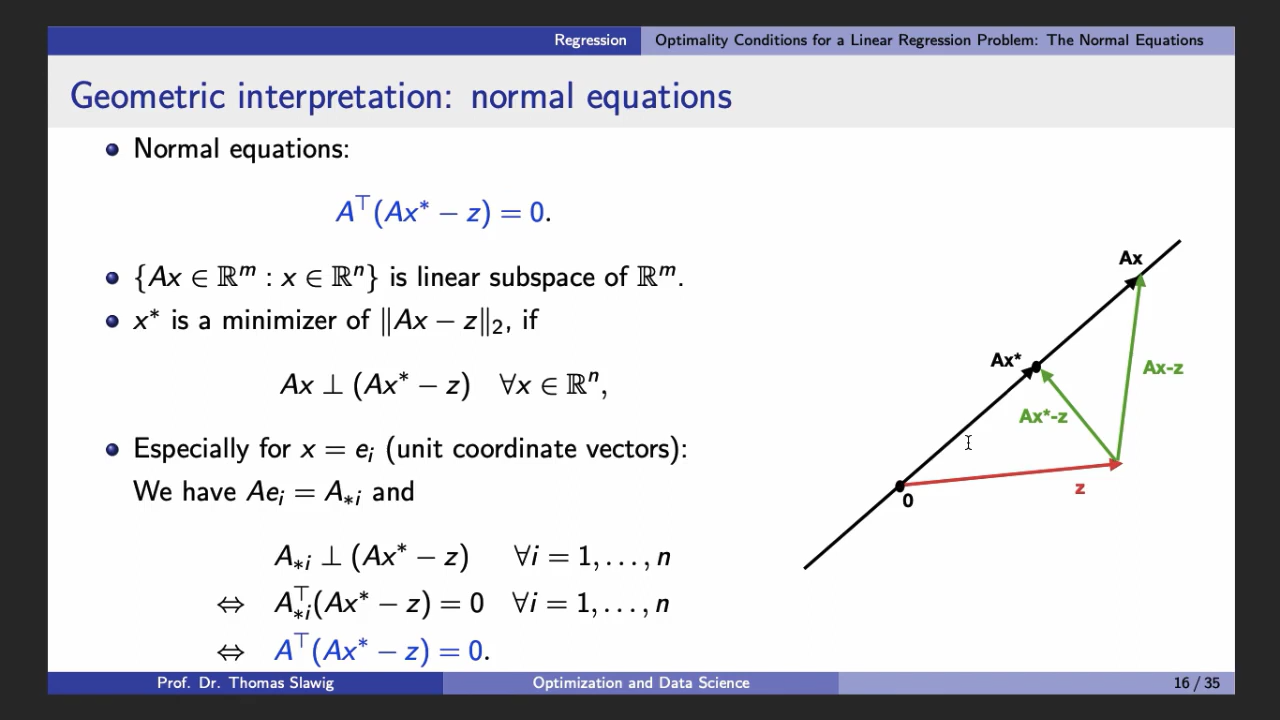 Regression Optimality Conditions for a Linear Regression Problem: The Normal Equations
Geometric interpretation: normal equations
Normal equations:
A⊤(Ax* − z) = 0.
{Ax ∈ ℝᵐ : x ∈ ℝⁿ} is linear subspace of ℝᵐ.
x* is a minimizer of ‖Ax − z‖₂, if
Ax ⊥ (Ax* − z) ∀x ∈ ℝⁿ,
Especially for x = eᵢ (unit coordinate vectors):
We have Aeᵢ = A∗ᵢ and
A∗ᵢ ⊥ (Ax* − z) ∀i = 1, . . . , n
⇔ A∗ᵢ⊤(Ax* − z) = 0 ∀i = 1, . . . , n
⇔ A⊤(Ax* − z) = 0.
Ax
Ax*
Ax-z
Ax*-z
z
0
Prof. Dr. Thomas Slawig Optimization and Data Science 16 / 35